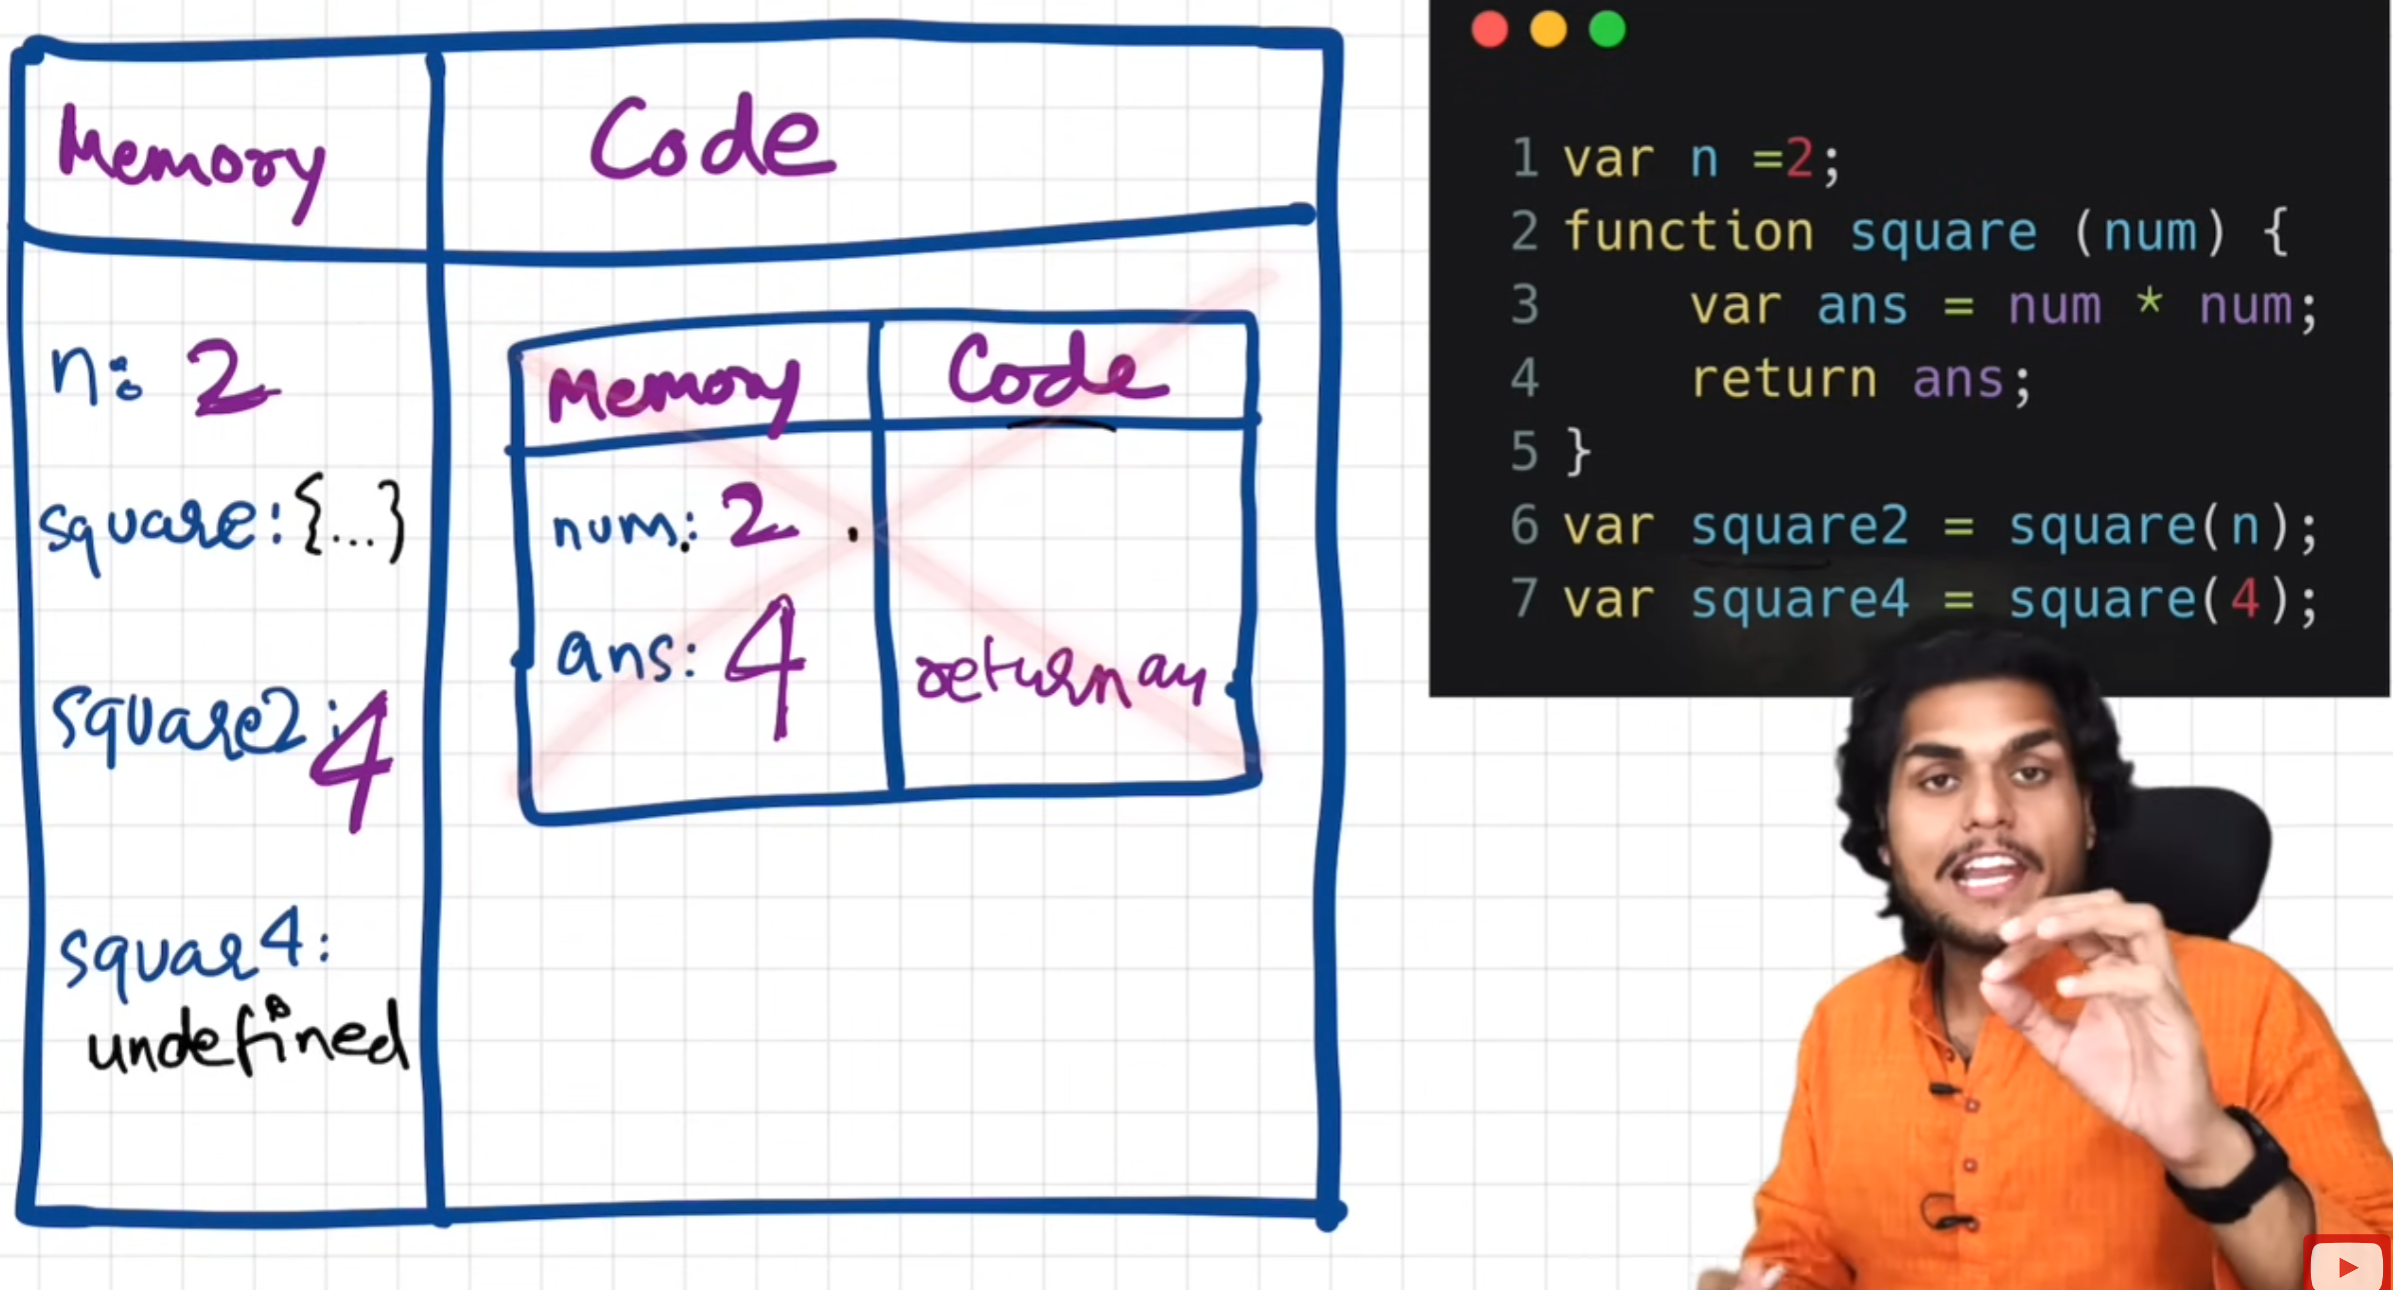 Memory
Code
n: 2
square: {...}
square2: 4
squar4:
undefined
Memory
Code
num: 2
ans: 4
return an
1 var n =2;
2 function square (num) {
3 var ans = num * num;
4 return ans;
5 }
6 var square2 = square(n);
7 var square4 = square(4);